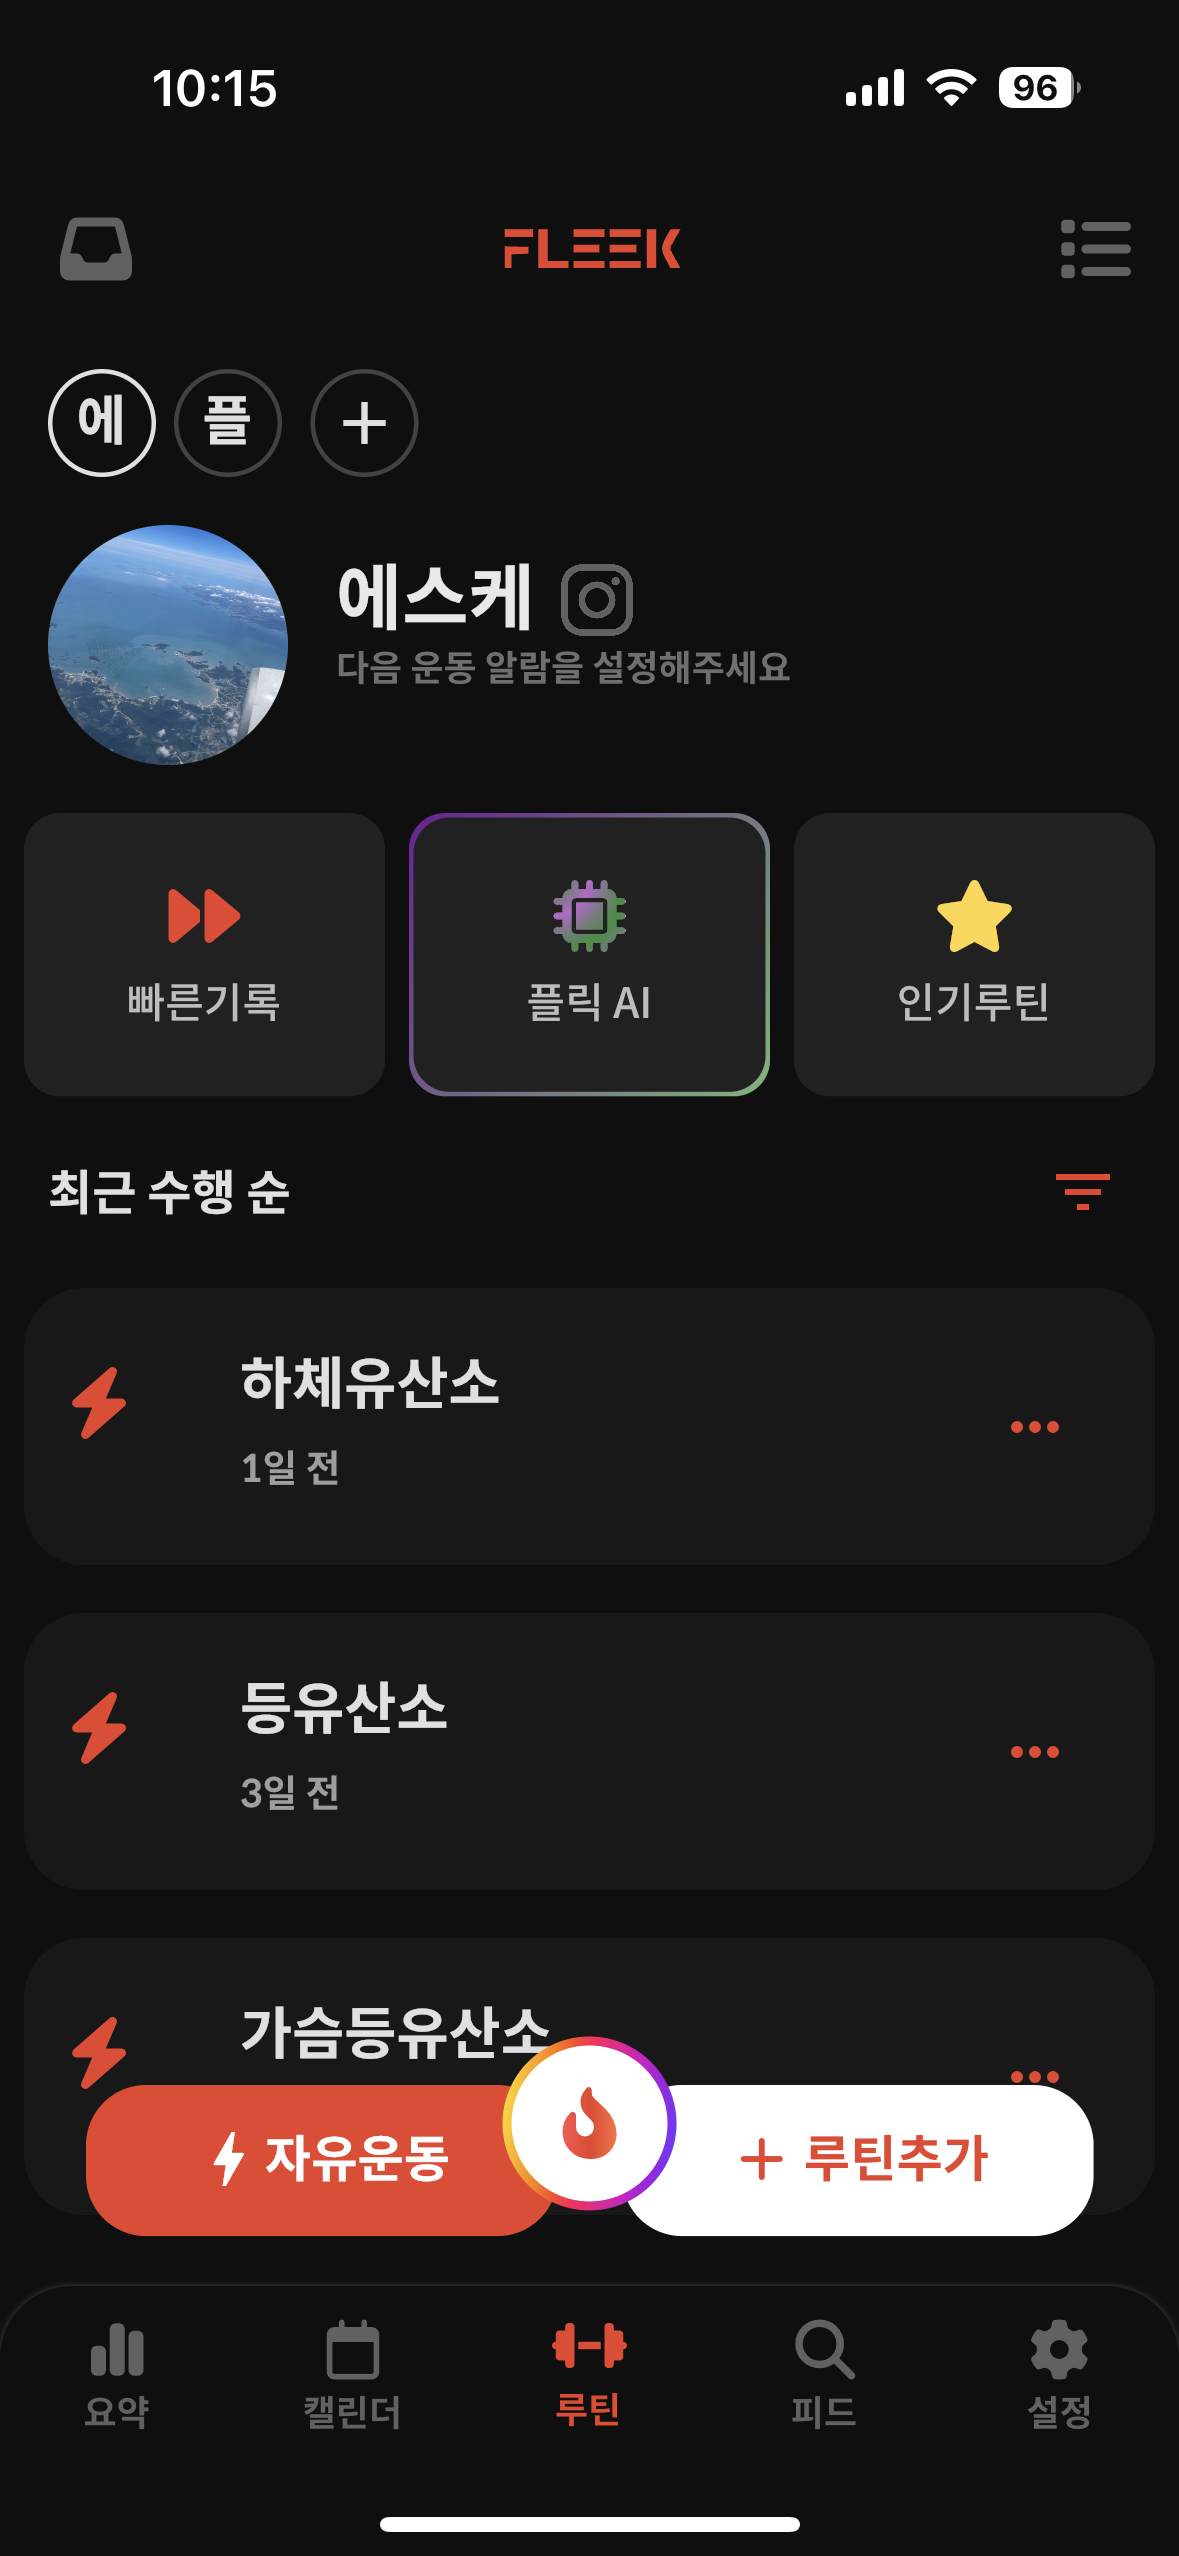 10:15
96
FLEEK
에
플
에스케
다음 운동 알람을 설정해주세요
빠른기록
플릭 AI
인기루틴
최근 수행 순
하체유산소
1일 전
등유산소
3일 전
가슴등유산소
자유운동
루틴추가
요약
캘린더
루틴
피드
설정